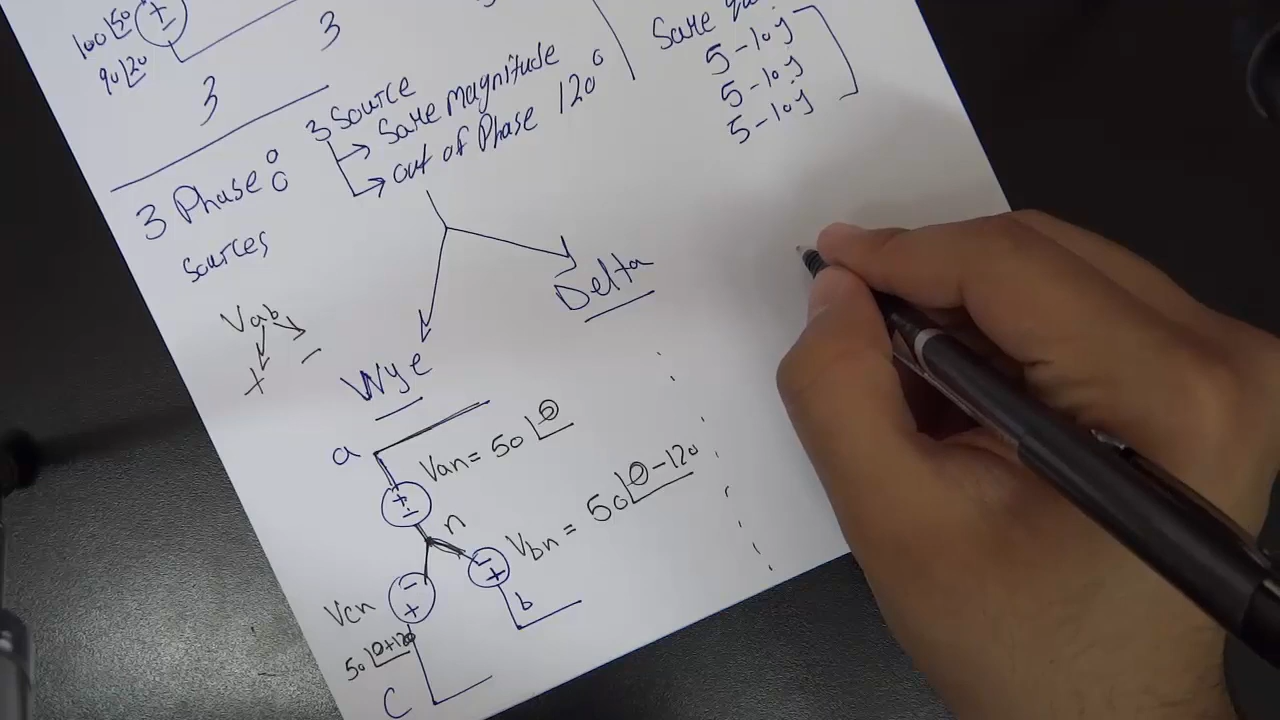 100∠50
+
-
90∠20
3
3
3 Source
Same magnitude
out of Phase 120°
Same
5-10j
5-10j
5-10j
3 Phase :
Sources
Vab
+ -
Wye
Delta
a
Van = 50∠θ
+
-
n
Vbn = 50∠θ-120
-
+
b
Vcn
-
+
50∠θ+120
C